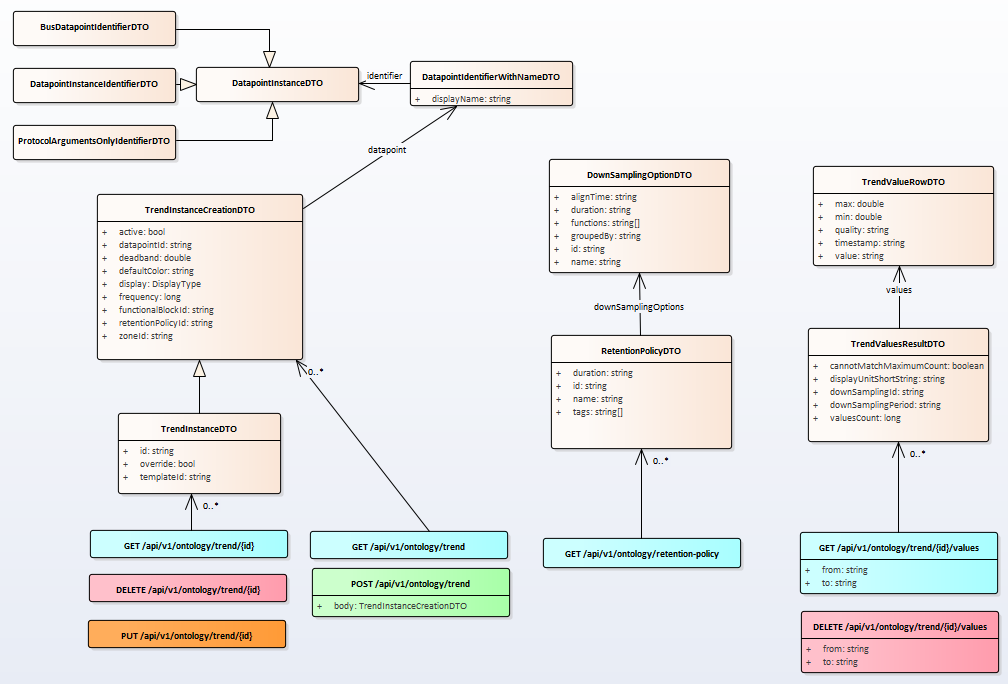 BusDatapointIdentifierDTO
DatapointInstanceIdentifierDTO
ProtocolArgumentsOnlyIdentifierDTO
DatapointInstanceDTO
identifier
DatapointIdentifierWithNameDTO
+ displayName: string
datapoint
TrendInstanceCreationDTO
+ active: bool
+ datapointId: string
+ deadband: double
+ defaultColor: string
+ display: DisplayType
+ frequency: long
+ functionalBlockId: string
+ retentionPolicyId: string
+ zoneId: string
0..*
TrendInstanceDTO
+ id: string
+ override: bool
+ templateId: string
0..*
GET /api/v1/ontology/trend/{id}
DELETE /api/v1/ontology/trend/{id}
PUT /api/v1/ontology/trend/{id}
GET /api/v1/ontology/trend
POST /api/v1/ontology/trend
+ body: TrendInstanceCreationDTO
DownSamplingOptionDTO
+ alignTime: string
+ duration: string
+ functions: string[]
+ groupedBy: string
+ id: string
+ name: string
downSamplingOptions
RetentionPolicyDTO
+ duration: string
+ id: string
+ name: string
+ tags: string[]
0..*
GET /api/v1/ontology/retention-policy
TrendValueRowDTO
+ max: double
+ min: double
+ quality: string
+ timestamp: string
+ value: string
values
TrendValuesResultDTO
+ cannotMatchMaximumCount: boolean
+ displayUnitShortString: string
+ downSamplingId: string
+ downSamplingPeriod: string
+ valuesCount: long
0..*
GET /api/v1/ontology/trend/{id}/values
+ from: string
+ to: string
DELETE /api/v1/ontology/trend/{id}/values
+ from: string
+ to: string